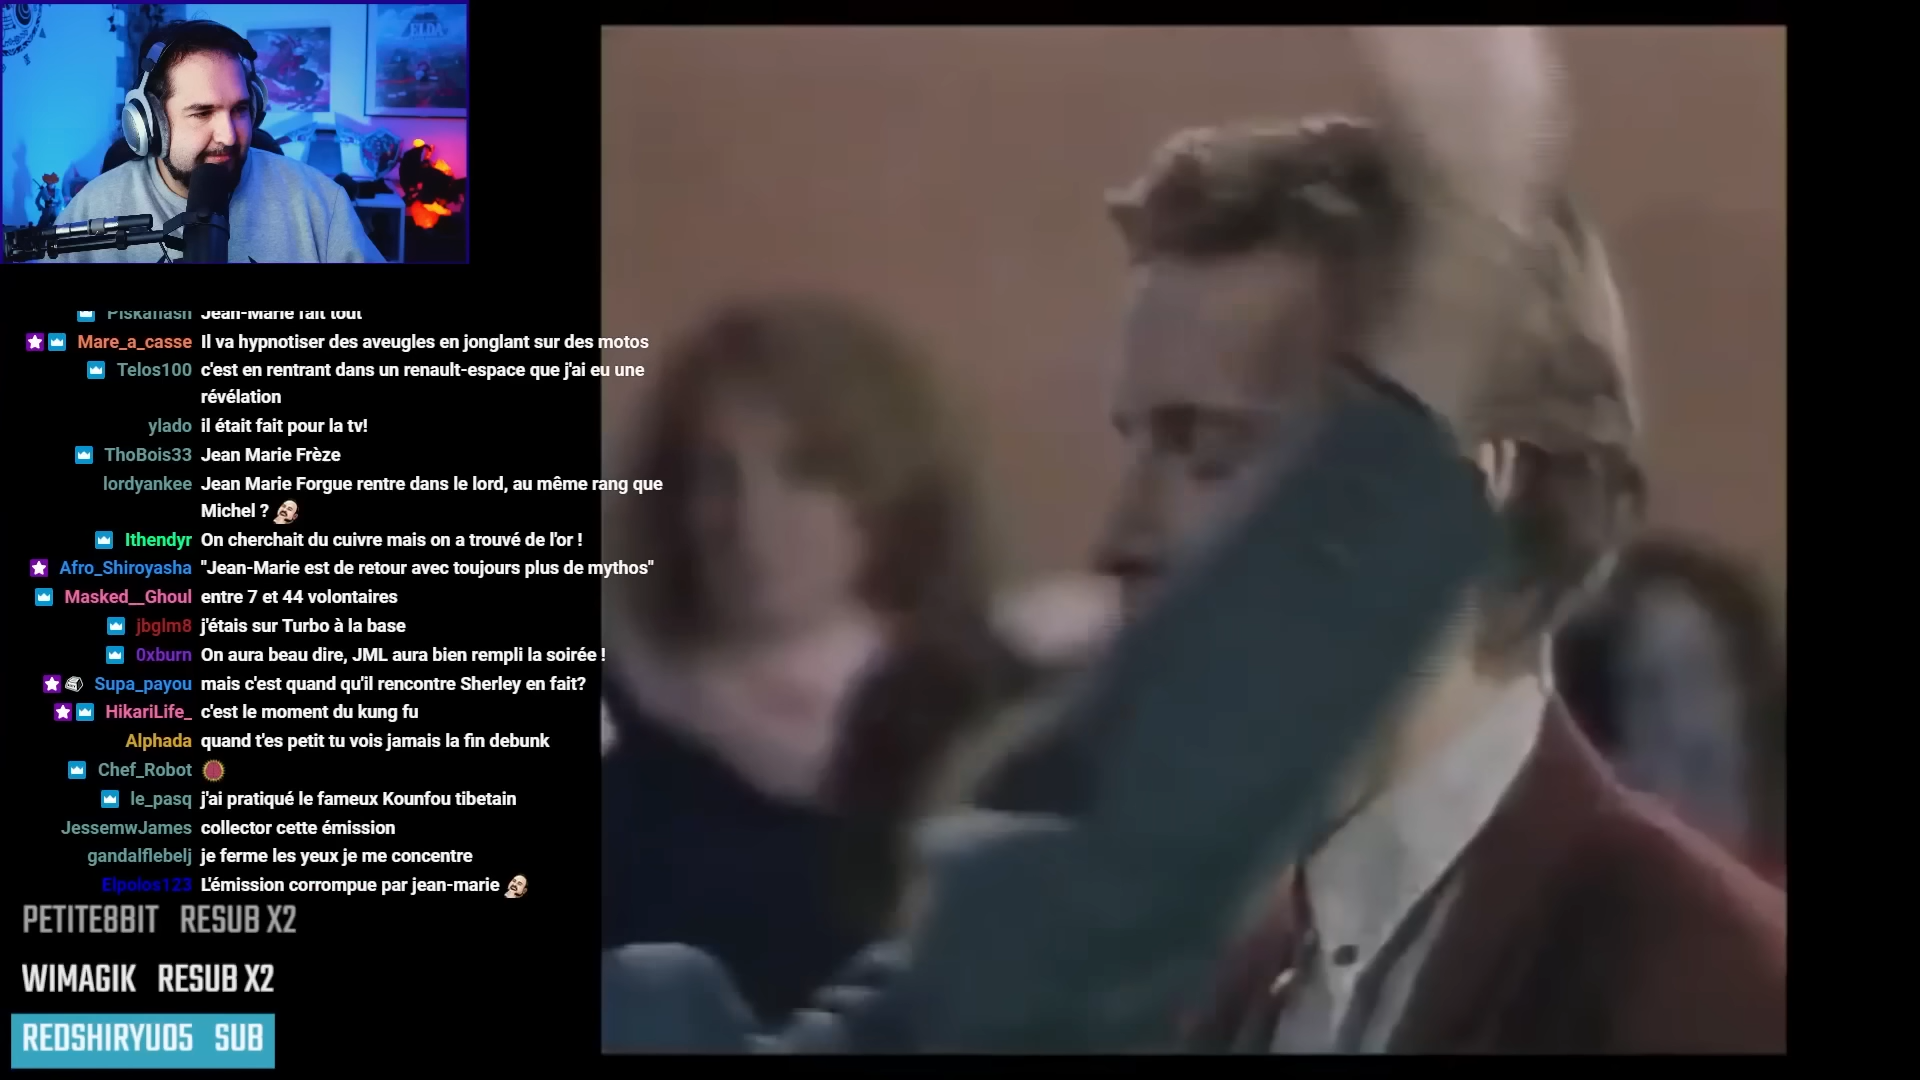 ELDA
Piskaflash Jean-Marie fait tout
Mare_a_casse Il va hypnotiser des aveugles en jonglant sur des motos
Telos100 c'est en rentrant dans un renault-espace que j'ai eu une
révélation
ylado il était fait pour la tv!
ThoBois33 Jean Marie Frèze
lordyankee Jean Marie Forgue rentre dans le lord, au même rang que
Michel ?
Ithendyr On cherchait du cuivre mais on a trouvé de l'or !
Afro_Shiroyasha "Jean-Marie est de retour avec toujours plus de mythos"
Masked__Ghoul entre 7 et 44 volontaires
jbglm8 j'étais sur Turbo à la base
0xburn On aura beau dire, JML aura bien rempli la soirée !
Supa_payou mais c'est quand qu'il rencontre Sherley en fait?
HikariLife_ c'est le moment du kung fu
Alphada quand t'es petit tu vois jamais la fin debunk
Chef_Robot
le_pasq j'ai pratiqué le fameux Kounfou tibetain
JessemwJames collector cette émission
gandalflebelj je ferme les yeux je me concentre
Elpolos123 L'émission corrompue par jean-marie
PETITE8BIT RESUB X2
WIMAGIK RESUB X2
REDSHIRYU05 SUB